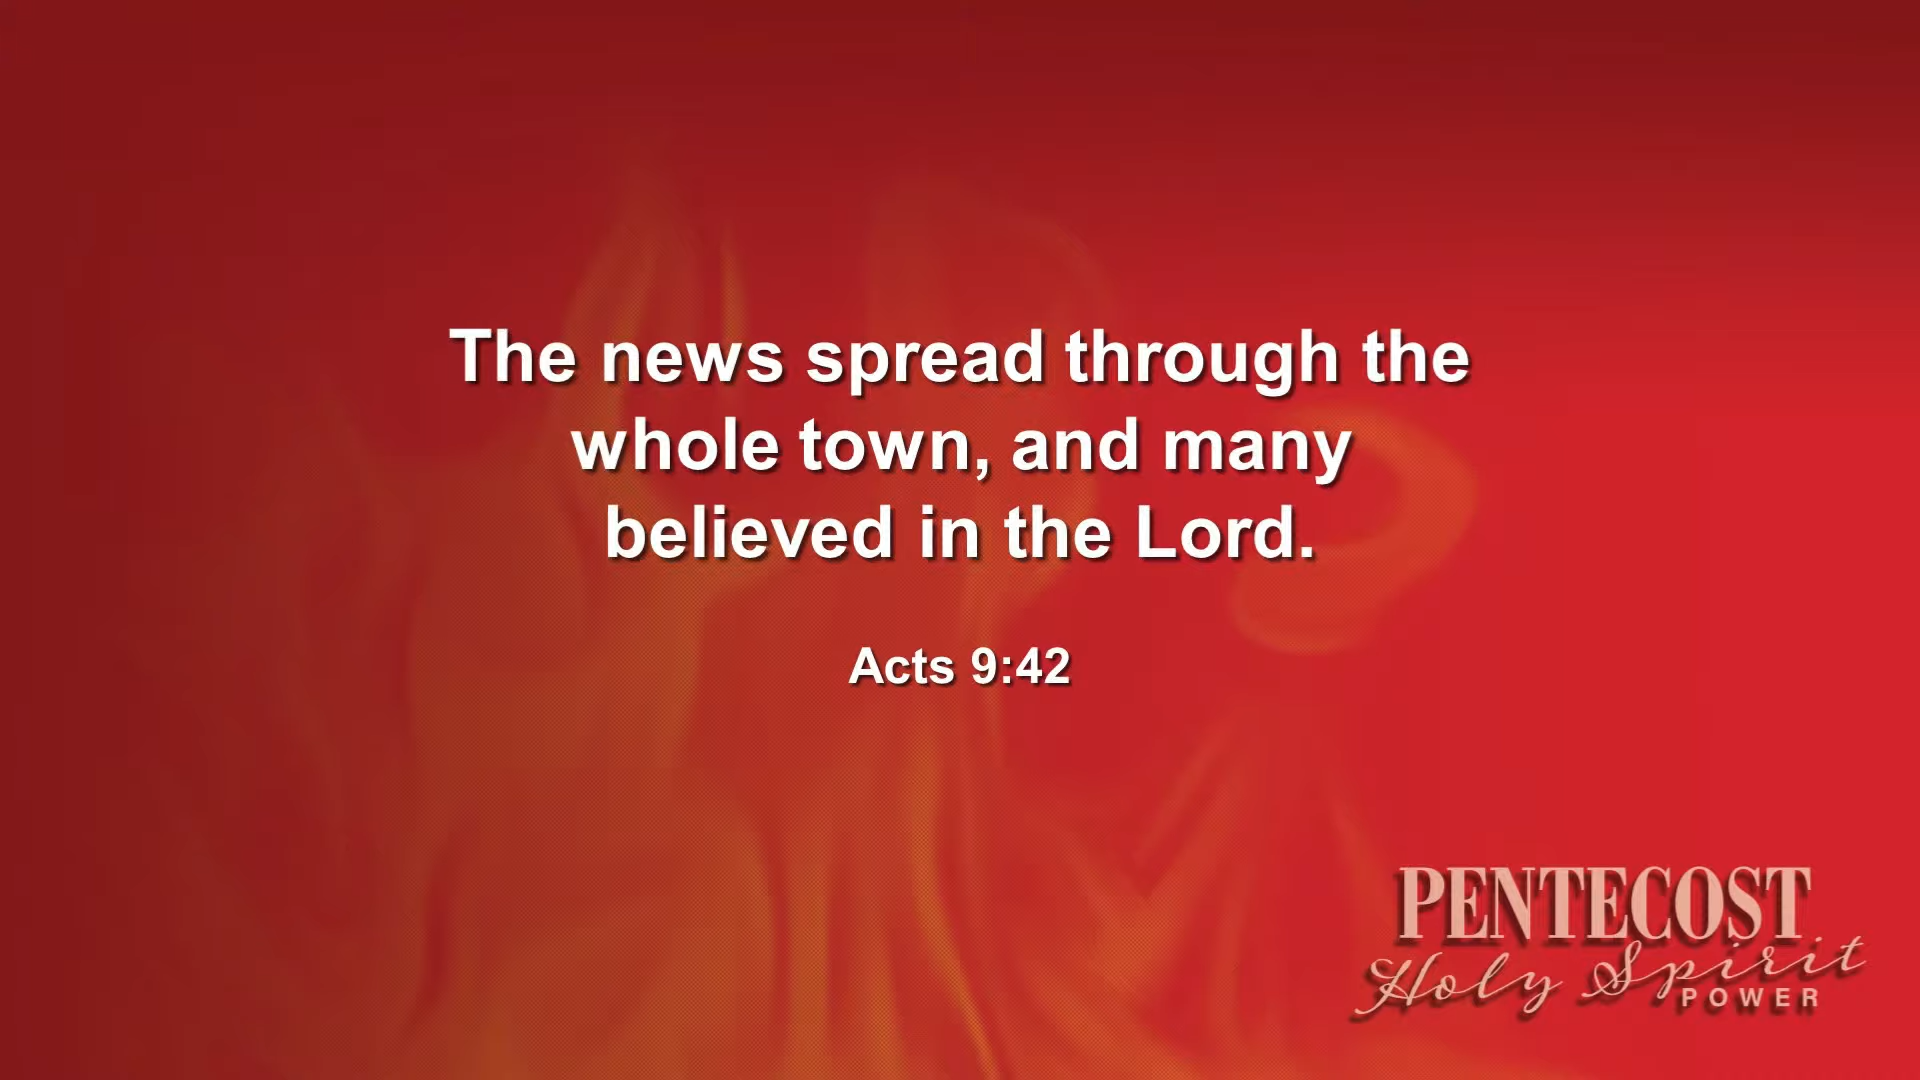 The news spread through the
whole town, and many
believed in the Lord.
Acts 9:42
PENTECOST
Holy Spirit
POWER